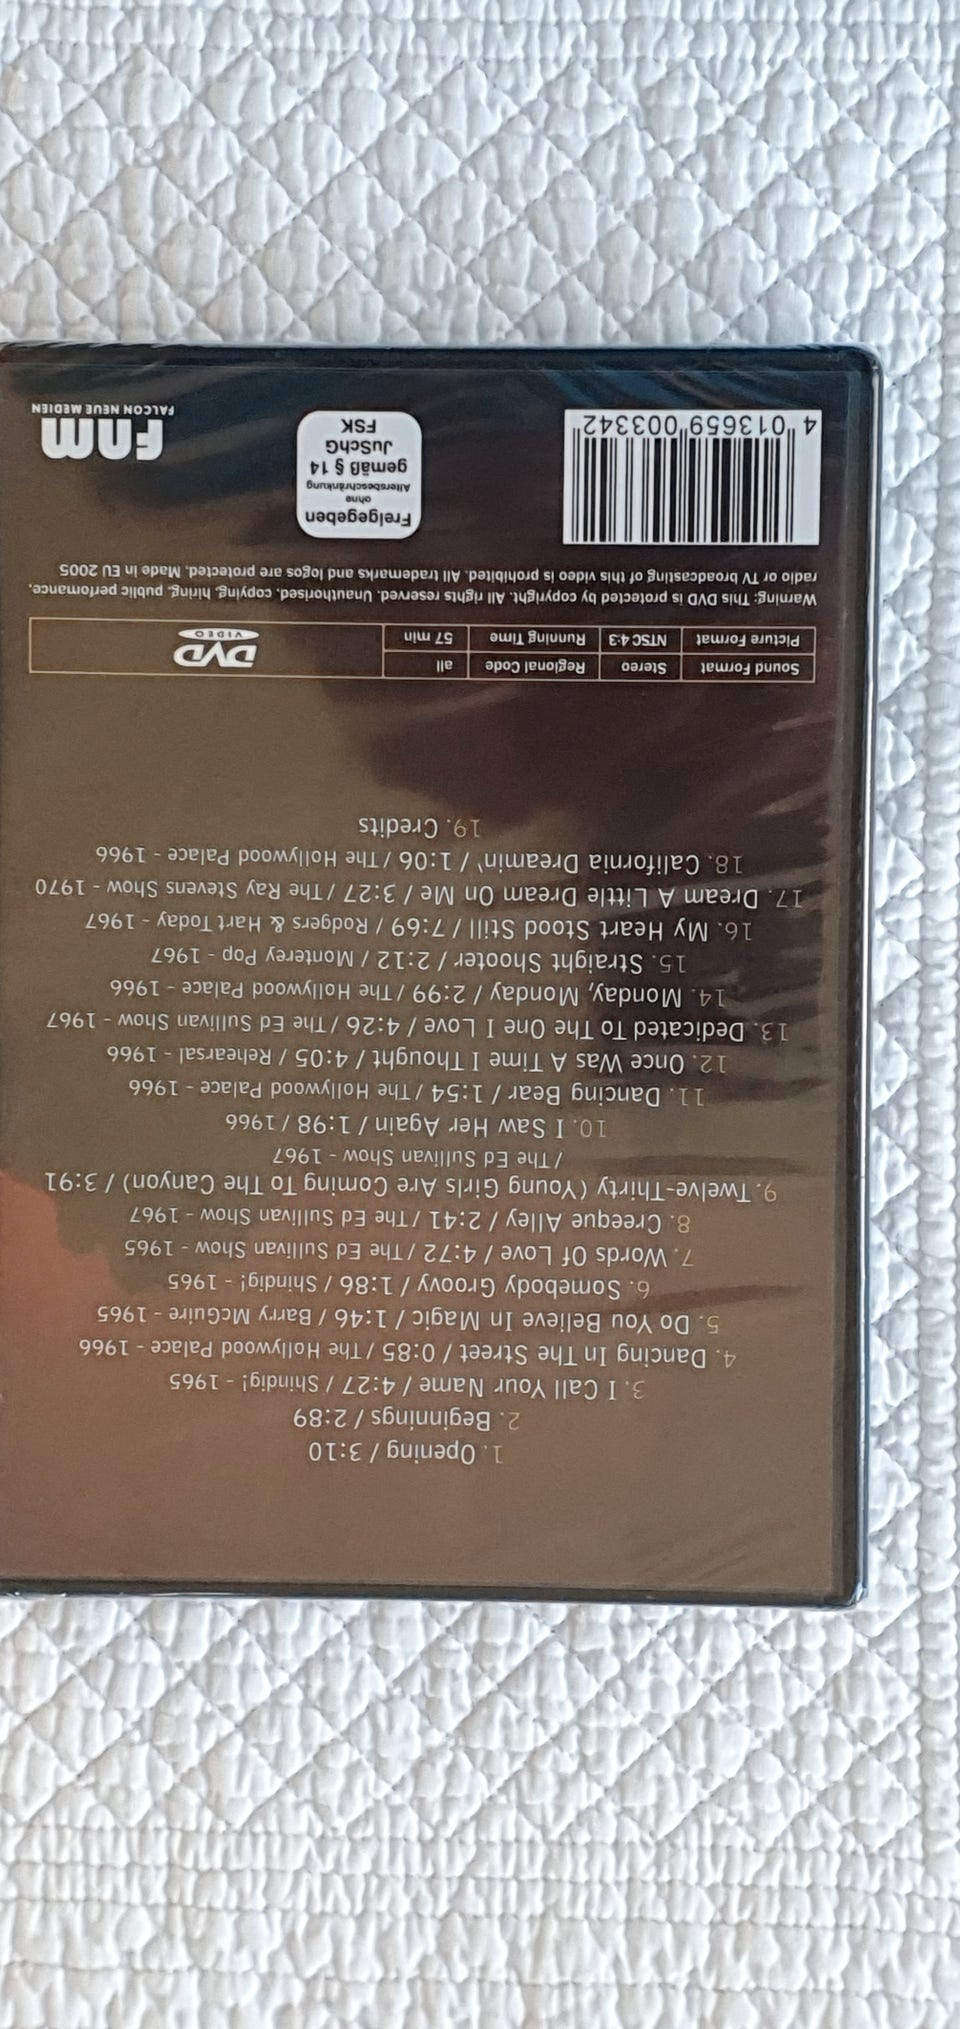 1. Opening / 3:10
2. Beginnings / 2:89
3. I Call Your Name / 4:27 / Shindig! - 1965
4. Dancing In The Street / 0:85 / The Hollywood Palace - 1966
5. Do You Believe In Magic / 1:46 / Barry McGuire - 1965
6. Somebody Groovy / 1:86 / Shindig! - 1965
7. Words Of Love / 4:72 / The Ed Sullivan Show - 1965
8. Creeque Alley / 2:41 / The Ed Sullivan Show - 1967
9. Twelve-Thirty (Young Girls Are Coming To The Canyon) / 3:91
/ The Ed Sullivan Show - 1967
10. I Saw Her Again / 1:98 / 1966
11. Dancing Bear / 1:54 / The Hollywood Palace - 1966
12. Once Was A Time I Thought / 4:05 / Rehearsal - 1966
13. Dedicated To The One I Love / 4:26 / The Ed Sullivan Show - 1967
14. Monday, Monday / 2:99 / The Hollywood Palace - 1966
15. Straight Shooter / 2:12 / Monterey Pop - 1967
16. My Heart Stood Still / 7:69 / Rodgers & Hart Today - 1967
17. Dream A Little Dream On Me / 3:27 / The Ray Stevens Show - 1970
18. California Dreamin' / 1:06 / The Hollywood Palace - 1966
19. Credits
Sound Format Stereo Regional Code all
Picture Format NTSC 4:3 Running Time 57 min
DVD
VIDEO
Warning: This DVD is protected by copyright. All rights reserved. Unauthorised, copying, hiring, public perfomance,
radio or TV broadcasting of this video is prohibited. All trademarks and logos are protected. Made in EU 2005
4 013659 003342
Freigegeben
ohne
Altersbeschränkung
gemäß § 14
JuSchG
FSK
fnm
FALCON NEUE MEDIEN